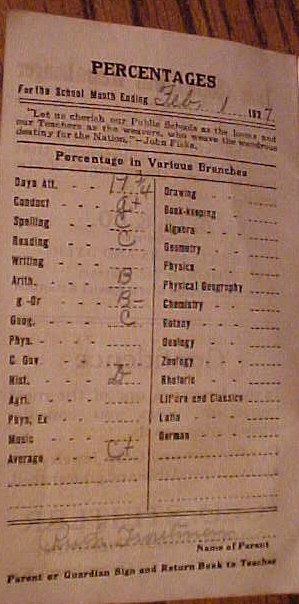 PERCENTAGES
For the School Month Ending Feb. 1 1927.
"Let us cherish our Public Schools as the looms and
our Teachers as the weavers, who weave the wondrous
destiny for the Nation."—John Fiske.
Percentage in Various Branches
Days Att.
Conduct
Spelling C
Reading C
Writing
Arith. B
g -Or B-
Geog. C
Phys.
C. Gov
Hist.
Agri.
Phys. Ex
Music
Average C+
Drawing
Book-keeping
Algebra
Geometry
Physics
Physical Geography
Chemistry
Botany
Geology
Zoology
Rhetoric
Lit're and Classics
Latin
German
Name of Parent
Parent or Guardian Sign and Return Book to Teacher